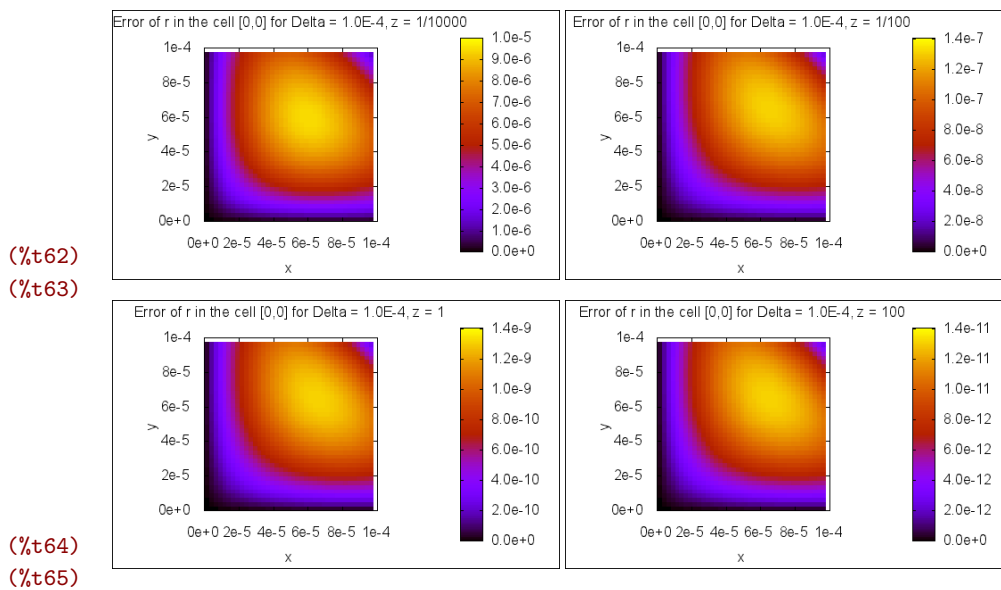 Error of r in the cell [0,0] for Delta = 1.0E-4, z = 1/10000
1e-4
8e-5
6e-5
4e-5
2e-5
0e+0
y
0e+0 2e-5 4e-5 6e-5 8e-5 1e-4
x
1.0e-5
9.0e-6
8.0e-6
7.0e-6
6.0e-6
5.0e-6
4.0e-6
3.0e-6
2.0e-6
1.0e-6
0.0e+0
Error of r in the cell [0,0] for Delta = 1.0E-4, z = 1/100
1e-4
8e-5
6e-5
4e-5
2e-5
0e+0
y
0e+0 2e-5 4e-5 6e-5 8e-5 1e-4
x
1.4e-7
1.2e-7
1.0e-7
8.0e-8
6.0e-8
4.0e-8
2.0e-8
0.0e+0
(%t62)
(%t63)
Error of r in the cell [0,0] for Delta = 1.0E-4, z = 1
1e-4
8e-5
6e-5
4e-5
2e-5
0e+0
y
0e+0 2e-5 4e-5 6e-5 8e-5 1e-4
x
1.4e-9
1.2e-9
1.0e-9
8.0e-10
6.0e-10
4.0e-10
2.0e-10
0.0e+0
Error of r in the cell [0,0] for Delta = 1.0E-4, z = 100
1e-4
8e-5
6e-5
4e-5
2e-5
0e+0
y
0e+0 2e-5 4e-5 6e-5 8e-5 1e-4
x
1.4e-11
1.2e-11
1.0e-11
8.0e-12
6.0e-12
4.0e-12
2.0e-12
0.0e+0
(%t64)
(%t65)